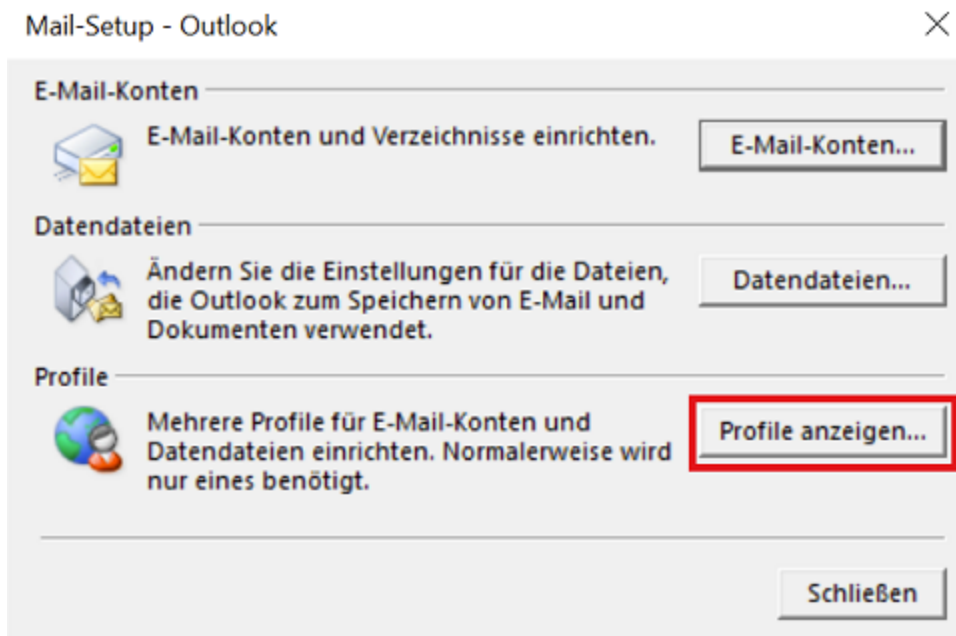 Mail-Setup - Outlook
E-Mail-Konten
E-Mail-Konten und Verzeichnisse einrichten.
E-Mail-Konten...
Datendateien
Ändern Sie die Einstellungen für die Dateien,
die Outlook zum Speichern von E-Mail und
Dokumenten verwendet.
Datendateien...
Profile
Mehrere Profile für E-Mail-Konten und
Datendateien einrichten. Normalerweise wird
nur eines benötigt.
Profile anzeigen...
Schließen